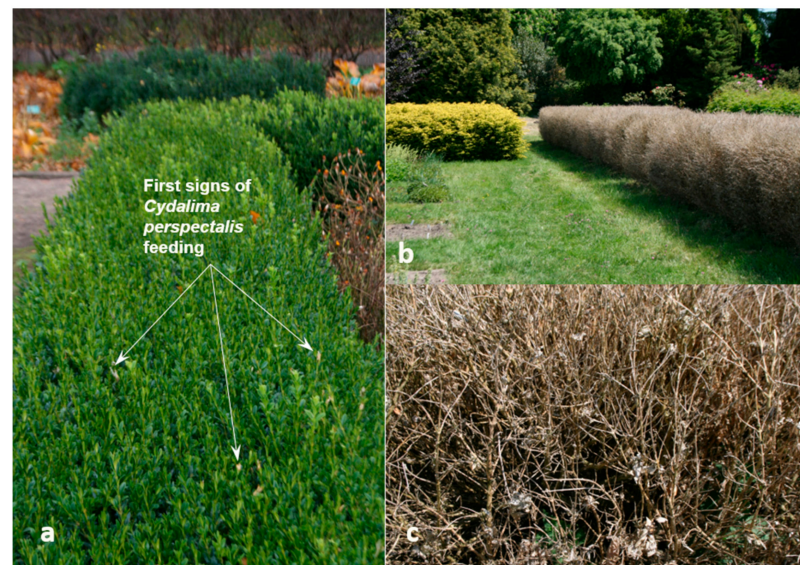 First signs of
Cydalima
perspectalis
feeding
a
b
c